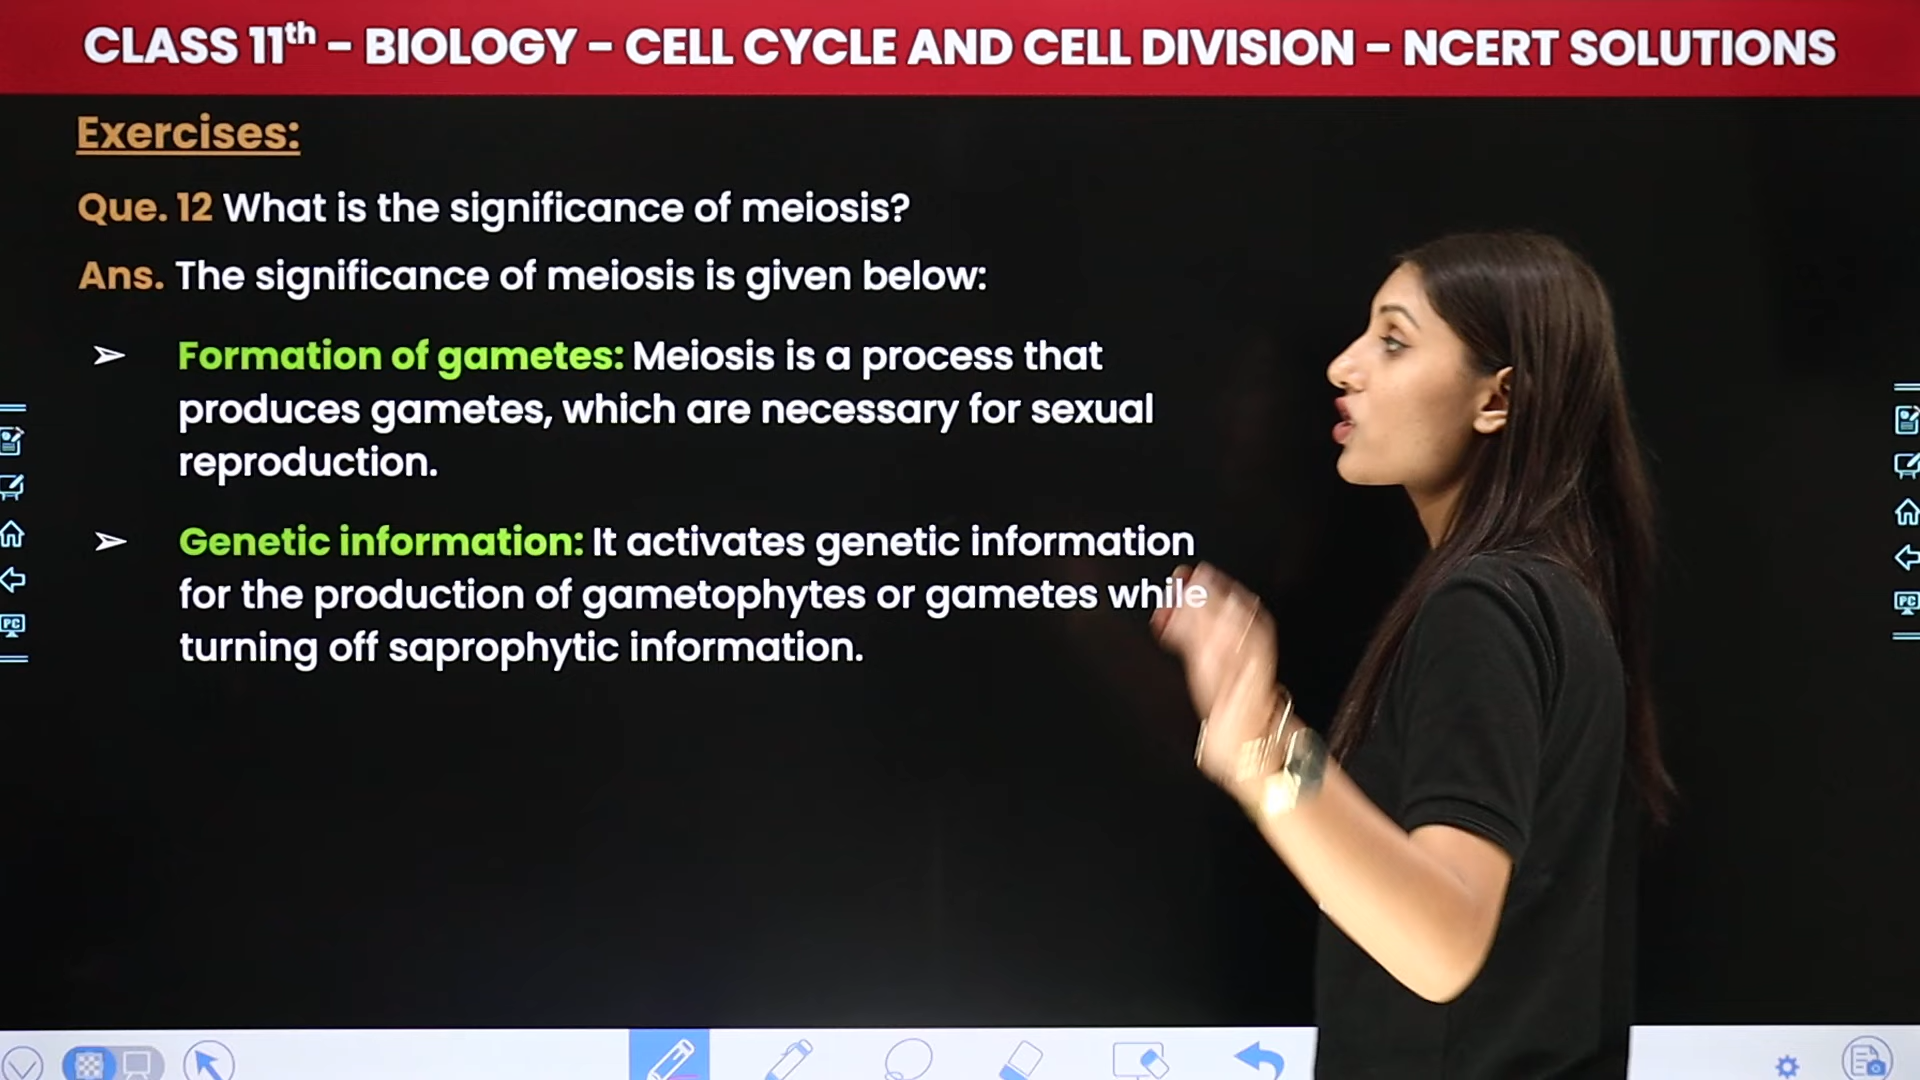 CLASS 11th – BIOLOGY – CELL CYCLE AND CELL DIVISION – NCERT SOLUTIONS
Exercises:
Que. 12 What is the significance of meiosis?
Ans. The significance of meiosis is given below:
➢ Formation of gametes: Meiosis is a process that
produces gametes, which are necessary for sexual
reproduction.
➢ Genetic information: It activates genetic information
for the production of gametophytes or gametes while
turning off saprophytic information.
PC
PC